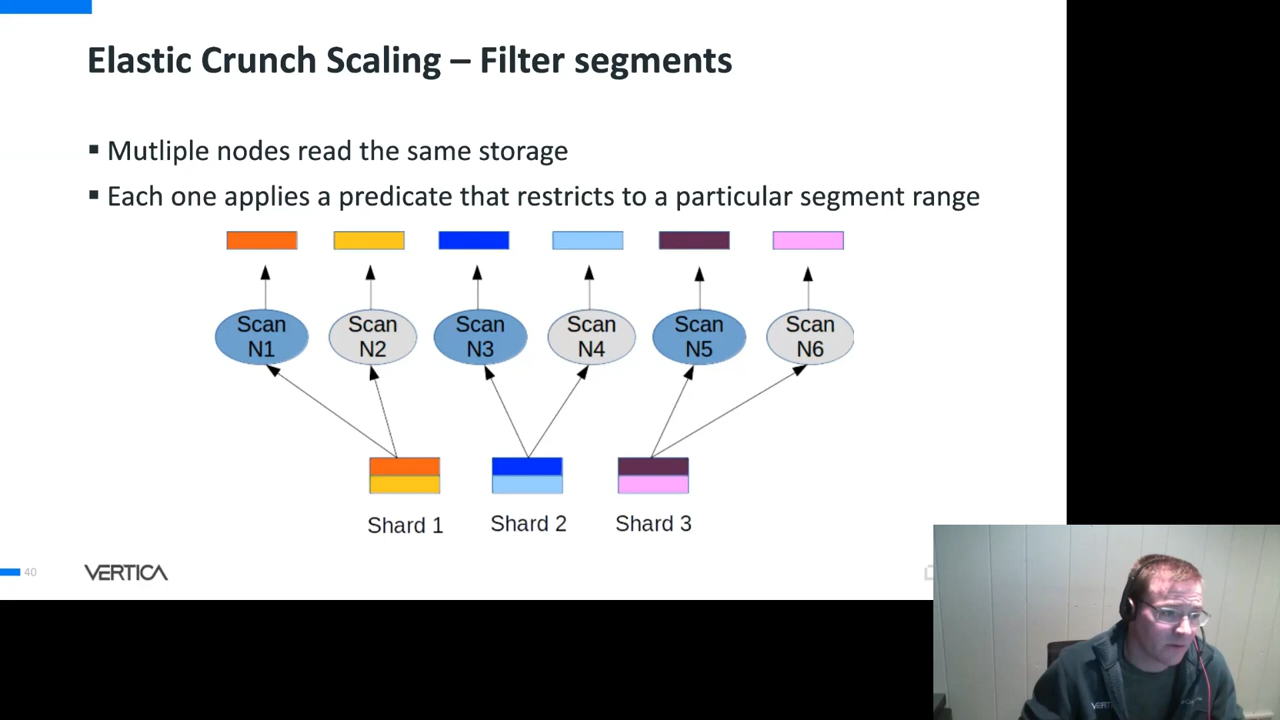 Elastic Crunch Scaling – Filter segments
▪ Mutliple nodes read the same storage
▪ Each one applies a predicate that restricts to a particular segment range
Scan N1
Scan N2
Scan N3
Scan N4
Scan N5
Scan N6
Shard 1
Shard 2
Shard 3
40
VERTICA
VERTICA